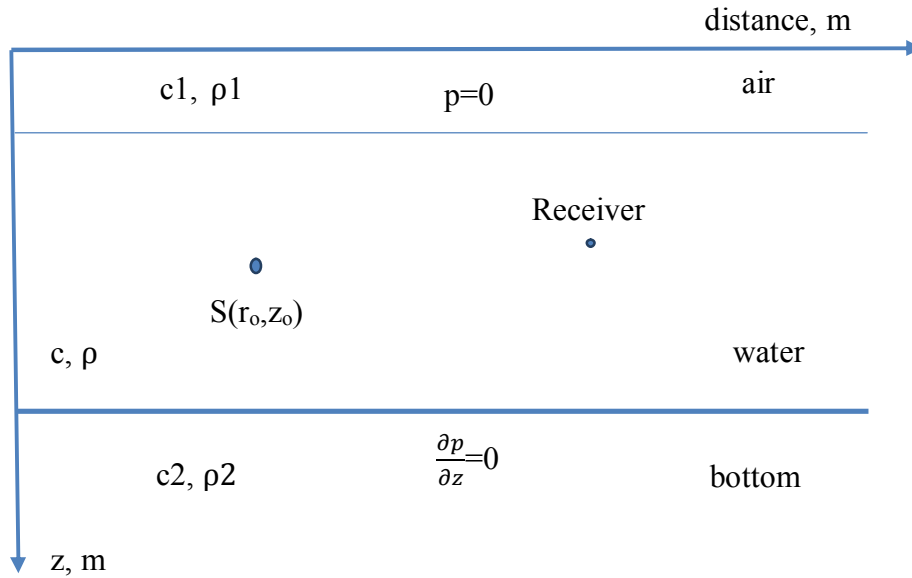 distance, m
c1, ρ1 p=0 air
Receiver
S(rₒ,zₒ)
c, ρ water
c2, ρ2 ∂p/∂z=0 bottom
z, m